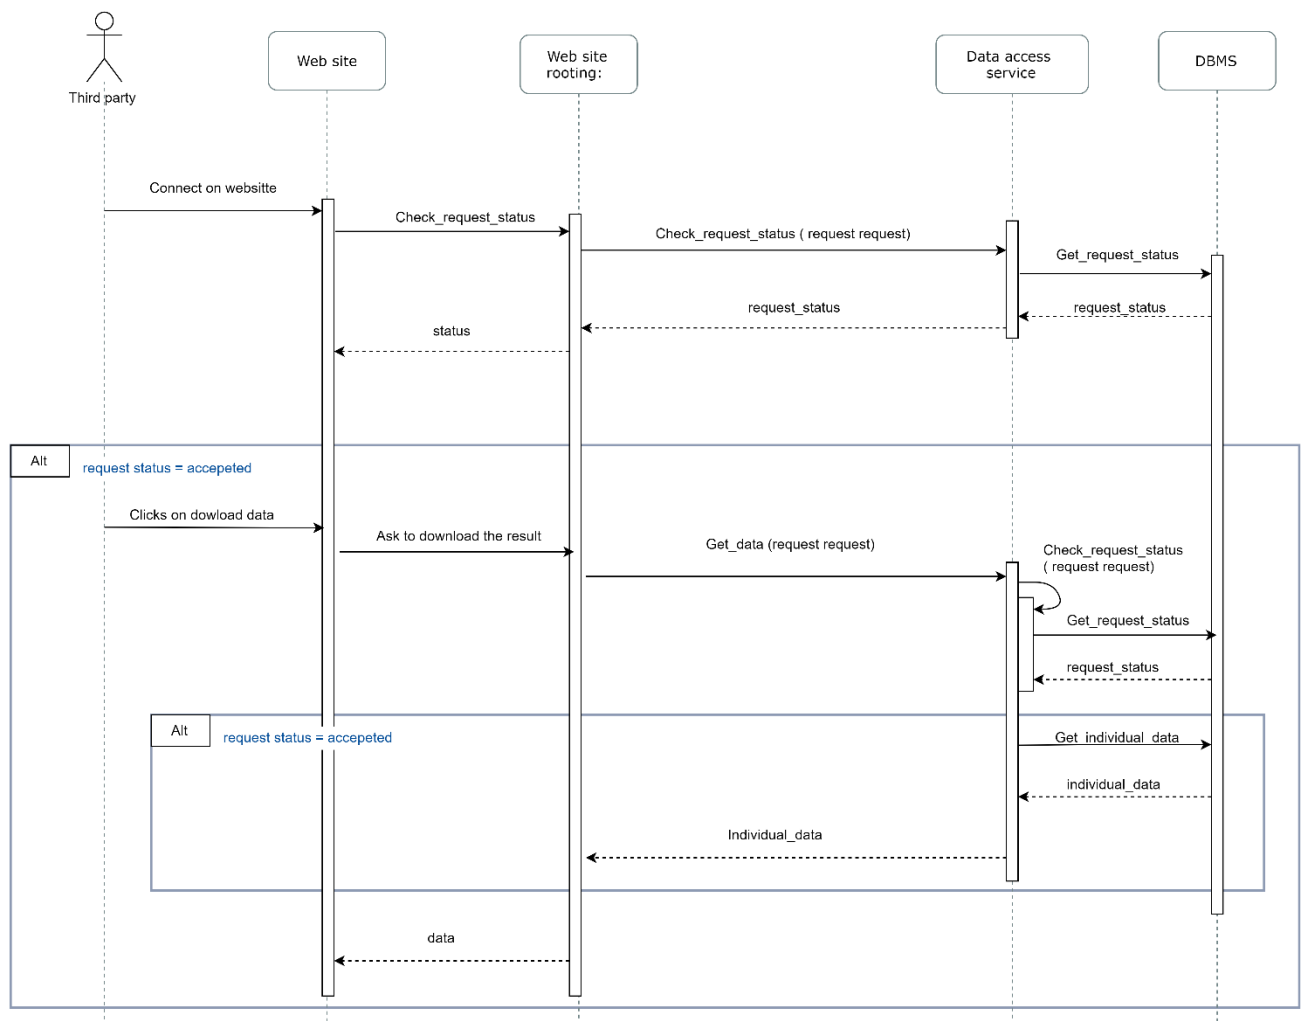 Third party
Web site
Web site
rooting:
Data access
service
DBMS
Connect on websitte
Check_request_status
Check_request_status ( request request)
Get_request_status
request_status
request_status
status
Alt
request status = accepeted
Clicks on dowload data
Ask to download the result
Get_data (request request)
Check_request_status
( request request)
Get_request_status
request_status
Alt
request status = accepeted
Get_individual_data
individual_data
Individual_data
data